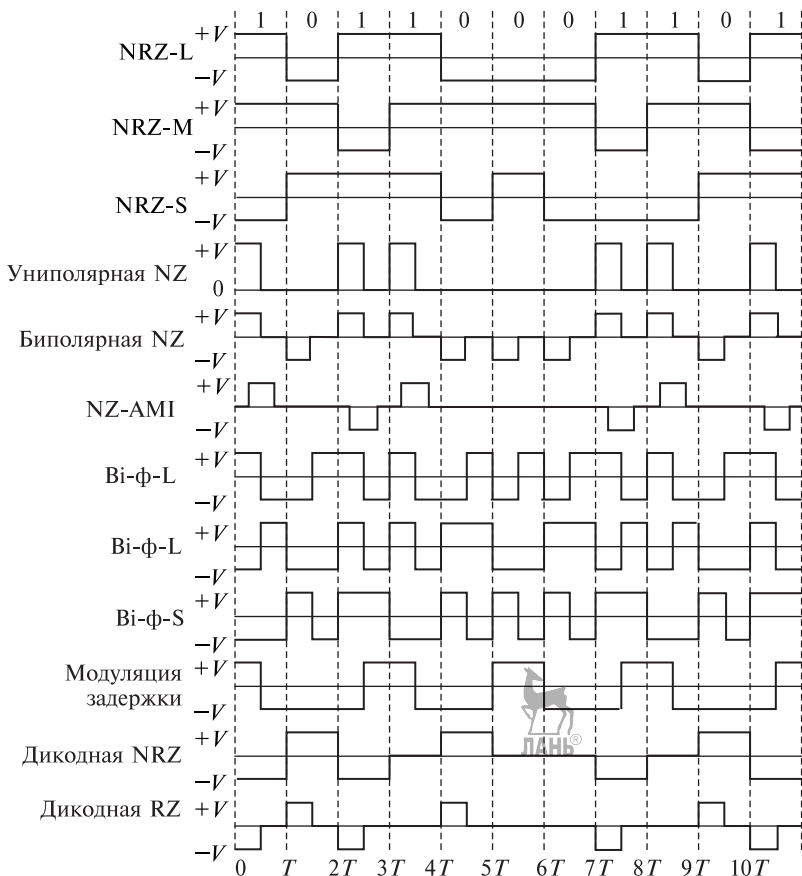 1 0 1 1 0 0 0 1 1 0 1
+V
NRZ-L
−V
+V
NRZ-M
−V
+V
NRZ-S
−V
+V
Униполярная NZ
0
+V
Биполярная NZ
−V
+V
NZ-AMI
−V
+V
Bi-ф-L
−V
+V
Bi-ф-L
−V
+V
Bi-ф-S
−V
Модуляция +V
задержки −V
ЛАНЬ®
+V
Дикодная NRZ
−V
Дикодная RZ +V
−V
0 T 2T 3T 4T 5T 6T 7T 8T 9T 10T